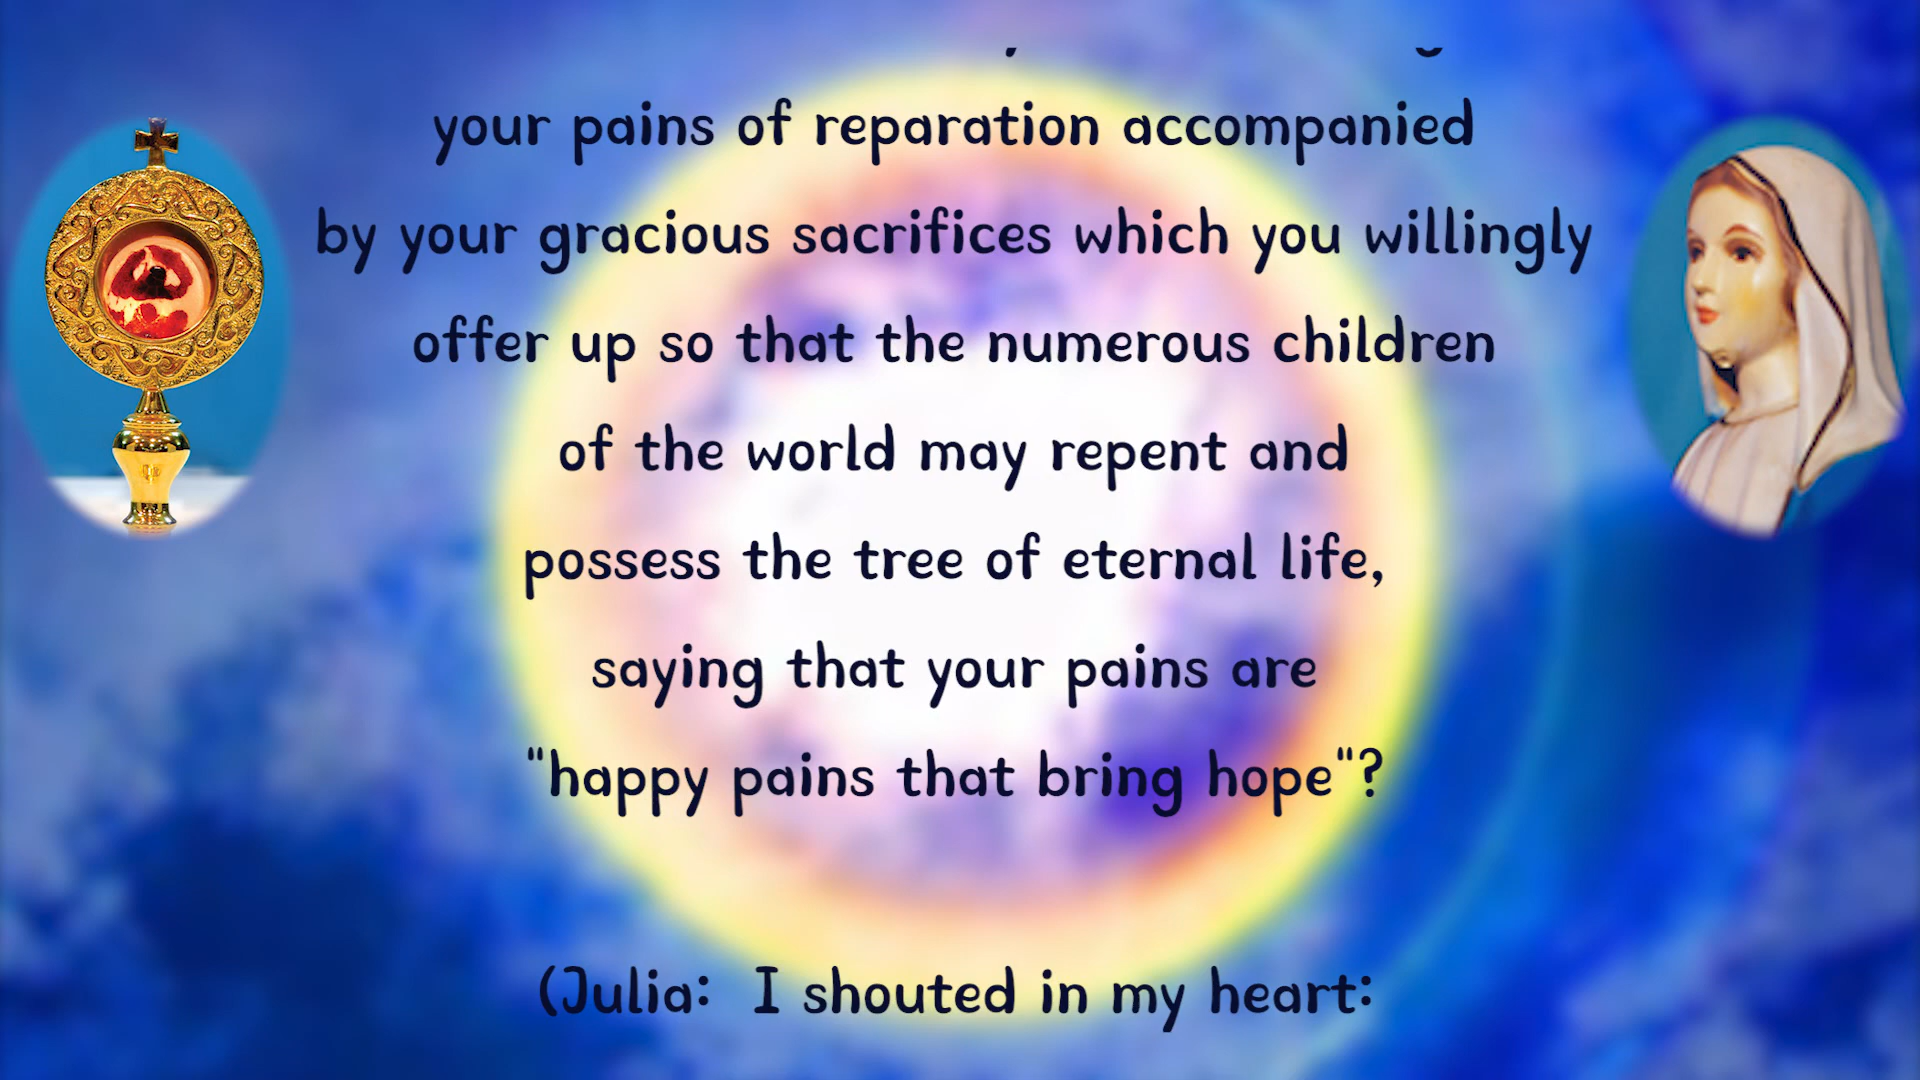 your pains of reparation accompanied
by your gracious sacrifices which you willingly
offer up so that the numerous children
of the world may repent and
possess the tree of eternal life,
saying that your pains are
"happy pains that bring hope"?
(Julia: I shouted in my heart: